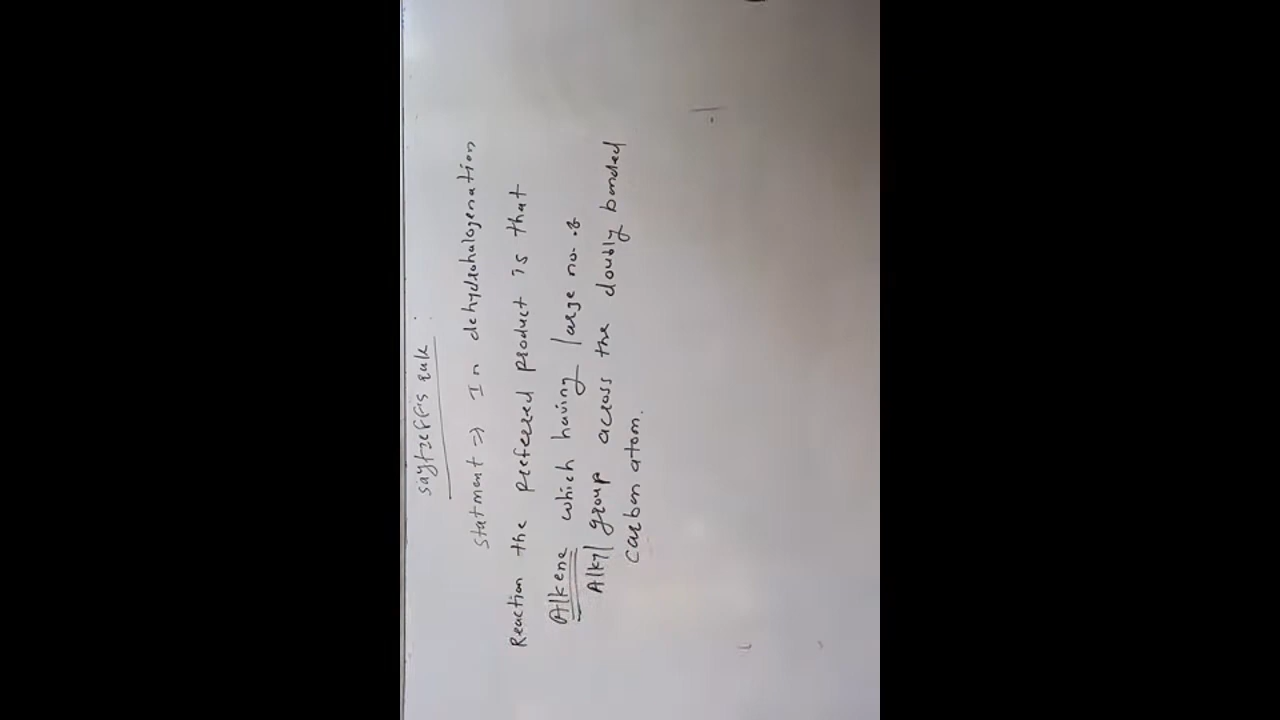 saytzeff's rule
statment ⇒ In dehydrohalogenation
Reaction the preferred product is that
Alkene which having large no. of
Alkyl group across the doubly bonded
carbon atom.